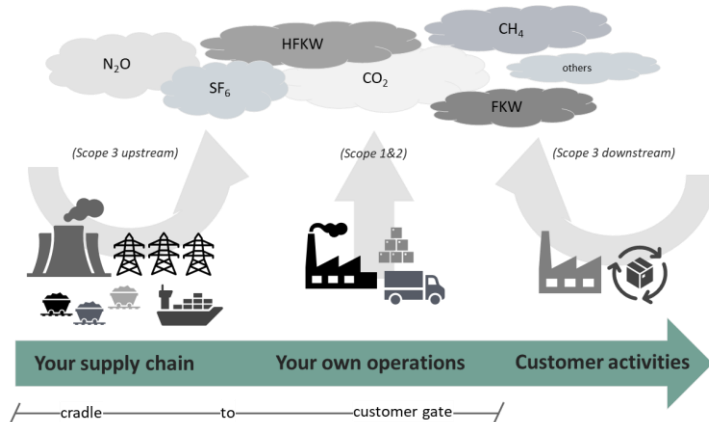 HFKW
CH₄
N₂O
SF₆
CO₂
others
FKW
(Scope 3 upstream)
(Scope 1&2)
(Scope 3 downstream)
Your supply chain
Your own operations
Customer activities
cradle
to
customer gate